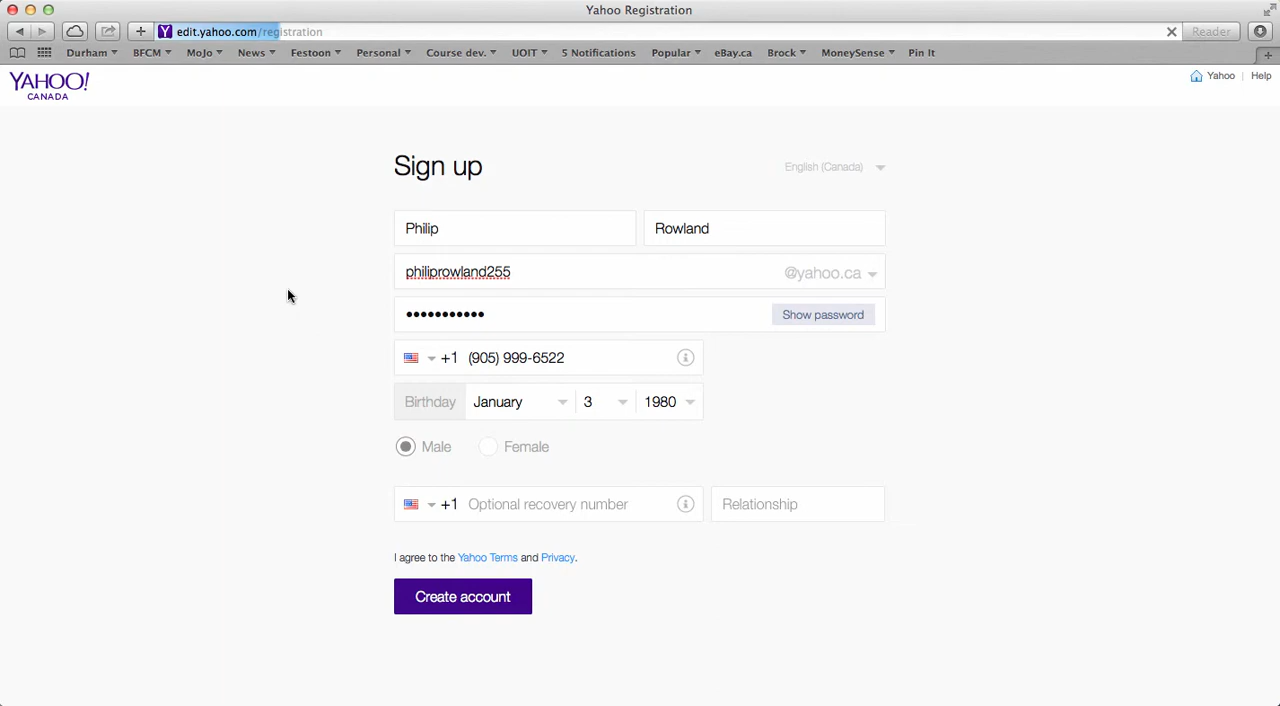 Yahoo Registration
edit.yahoo.com/registration
Reader
Durham BFCM MoJo News Festoon Personal Course dev. UOIT 5 Notifications Popular eBay.ca Brock MoneySense Pin It
YAHOO!
CANADA
Yahoo | Help
Sign up
English (Canada)
Philip Rowland
philiprowland255 @yahoo.ca
••••••••••• Show password
+1 (905) 999-6522
Birthday January 3 1980
Male Female
+1 Optional recovery number Relationship
I agree to the Yahoo Terms and Privacy.
Create account